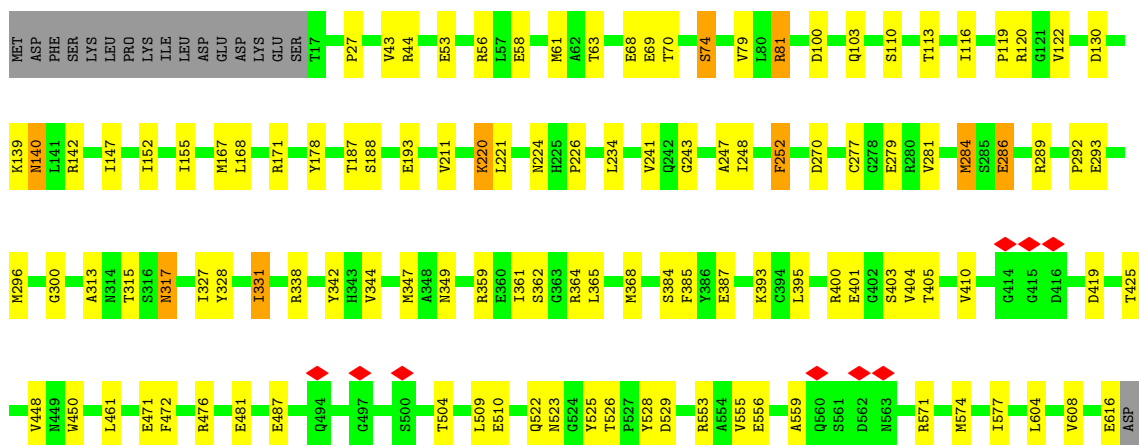 MET ASP PHE SER LYS LEU PRO LYS ILE LEU ASP ASP LYS GLU SER T17 P27 V43 R44 E53 R56 L57 E58 M61 A62 T63 E68 E69 T70 S74 V79 L80 R81 D100 Q103 S110 T113 I116 P119 R120 G121 V122 D130
K139 N140 L141 R142 I147 I152 I155 M167 L168 R171 Y178 T187 S188 E193 V211 K220 L221 N224 H225 P226 L234 V241 Q242 G243 A247 I248 F252 D270 C277 G278 E279 R280 V281 M284 S285 E286 R289 P292 E293
M296 G300 A313 N314 T315 S316 N317 I327 Y328 I331 R338 Y342 H343 V344 M347 A348 N349 R359 E360 I361 S362 G363 R364 L365 M368 S384 F385 Y386 E387 K393 C394 L395 R400 E401 G402 S403 V404 T405 V410 G414 G415 D416 D419 T425
V448 N449 W450 L461 E471 F472 R476 E481 E487 Q494 G497 S500 T504 L509 E510 Q522 N523 G524 Y525 T526 P527 Y528 D529 R553 A554 V555 E556 A559 Q560 S561 D562 N563 R571 M574 I577 L604 V608 E616 ASP